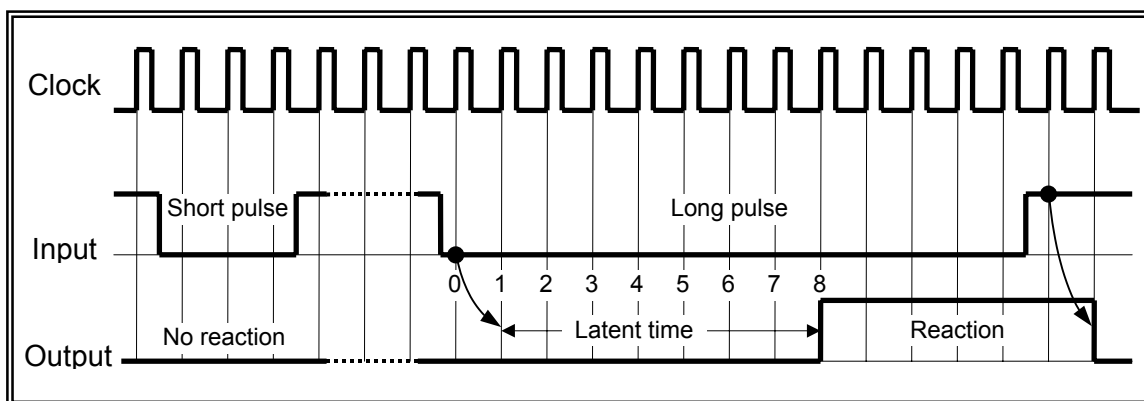 Clock
Short pulse
Long pulse
Input
0 1 2 3 4 5 6 7 8
No reaction
Latent time
Reaction
Output